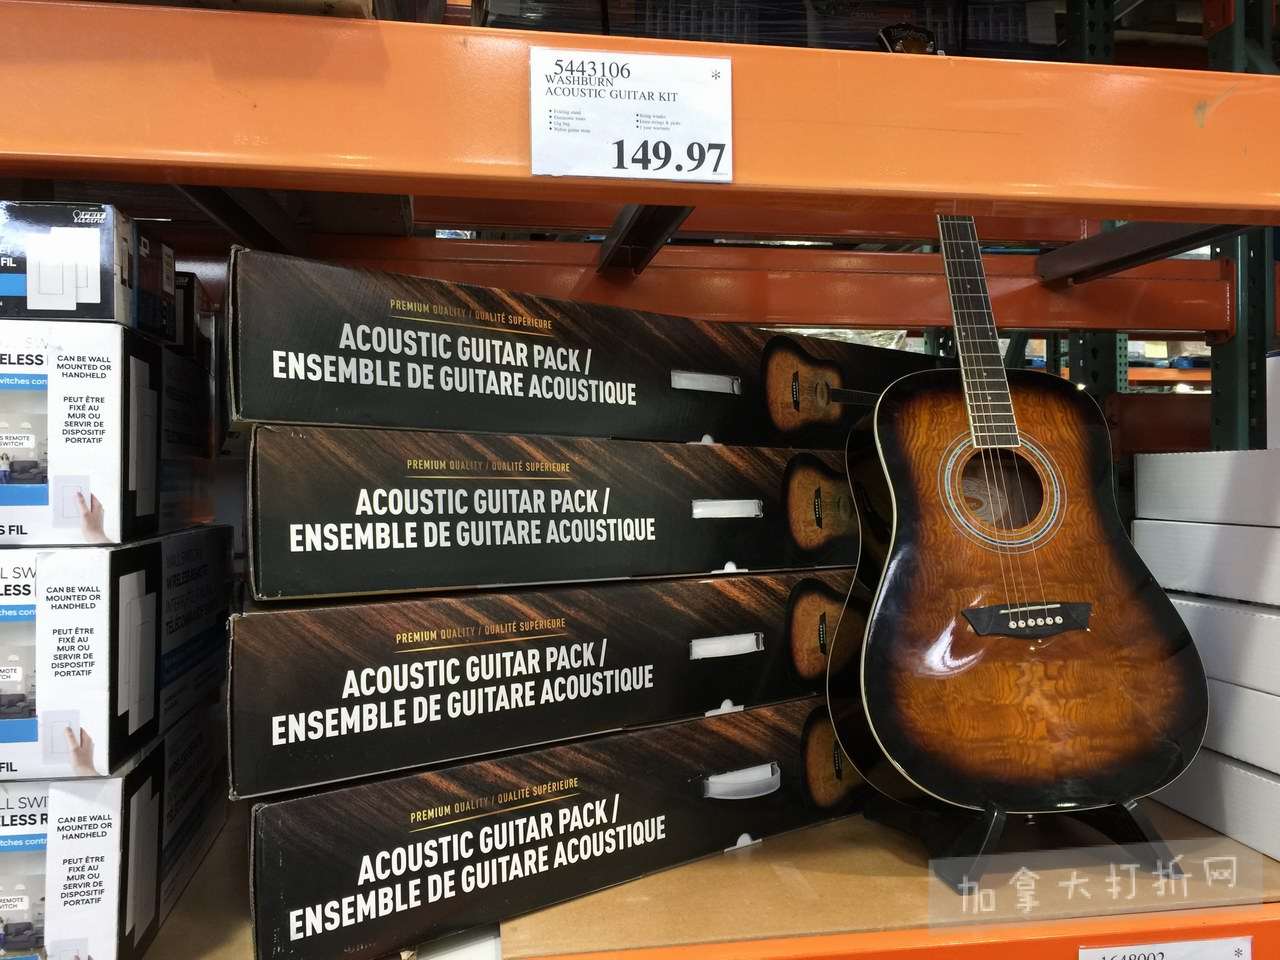 5443106 *
WASHBURN
ACOUSTIC GUITAR KIT
149.97
FEIT
electric
FIL
PREMIUM QUALITY / QUALITÉ SUPÉRIEURE
ACOUSTIC GUITAR PACK /
ENSEMBLE DE GUITARE ACOUSTIQUE
PREMIUM QUALITY / QUALITÉ SUPÉRIEURE
ACOUSTIC GUITAR PACK /
ENSEMBLE DE GUITARE ACOUSTIQUE
PREMIUM QUALITY / QUALITÉ SUPÉRIEURE
ACOUSTIC GUITAR PACK /
ENSEMBLE DE GUITARE ACOUSTIQUE
PREMIUM QUALITY / QUALITÉ SUPÉRIEURE
ACOUSTIC GUITAR PACK /
ENSEMBLE DE GUITARE ACOUSTIQUE
CAN BE WALL
MOUNTED OR
HANDHELD
PEUT ÊTRE
FIXÉ AU
MUR OU
SERVIR DE
DISPOSITIF
PORTATIF
S FIL
CAN BE WALL
MOUNTED OR
HANDHELD
PEUT ÊTRE
FIXÉ AU
MUR OU
SERVIR DE
DISPOSITIF
PORTATIF
FIL
CAN BE WALL
MOUNTED OR
HANDHELD
PEUT ÊTRE
FIXÉ AU
MUR OU
SERVIR DE
DISPOSITIF
PORTATIF
加拿大打折网